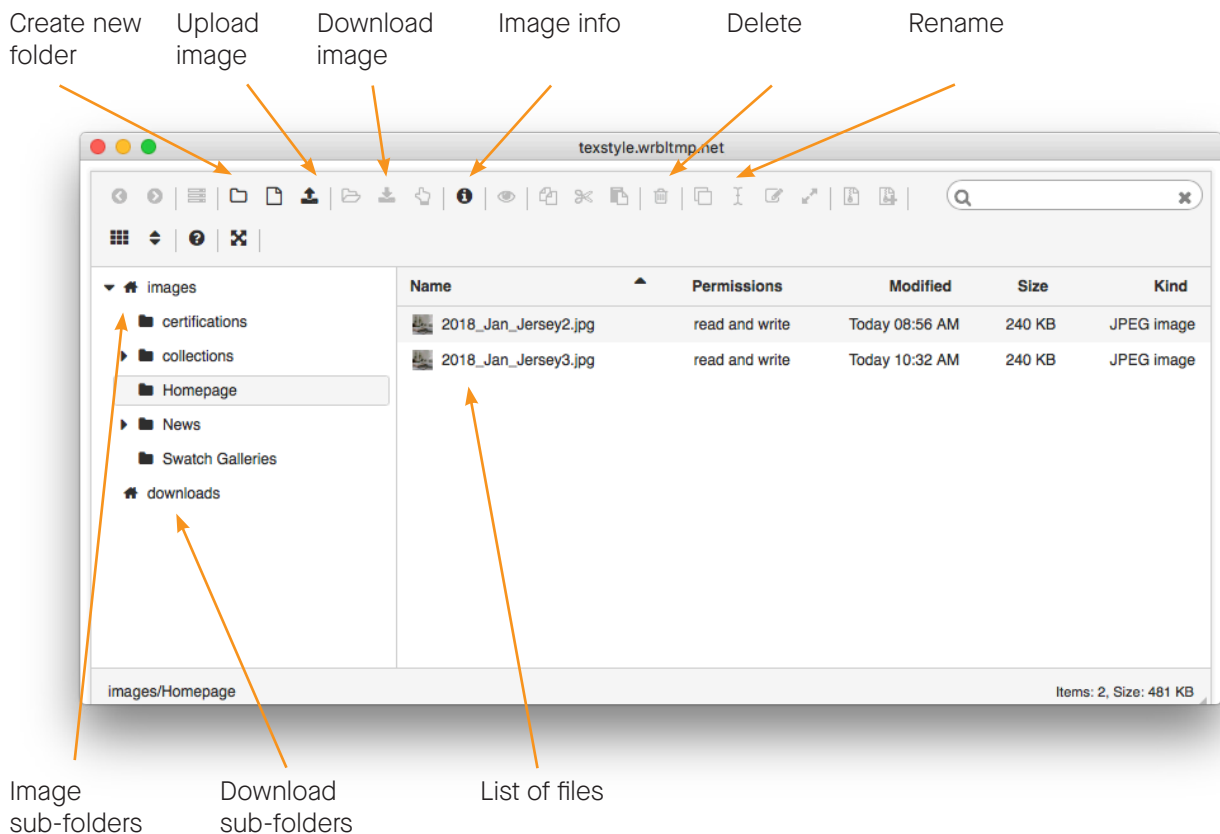 Create new
folder
Upload
image
Download
image
Image info
Delete
Rename
texstyle.wrbltmp.net
images
certifications
collections
Homepage
News
Swatch Galleries
downloads
Name Permissions Modified Size Kind
2018_Jan_Jersey2.jpg read and write Today 08:56 AM 240 KB JPEG image
2018_Jan_Jersey3.jpg read and write Today 10:32 AM 240 KB JPEG image
images/Homepage
Items: 2, Size: 481 KB
Image
sub-folders
Download
sub-folders
List of files